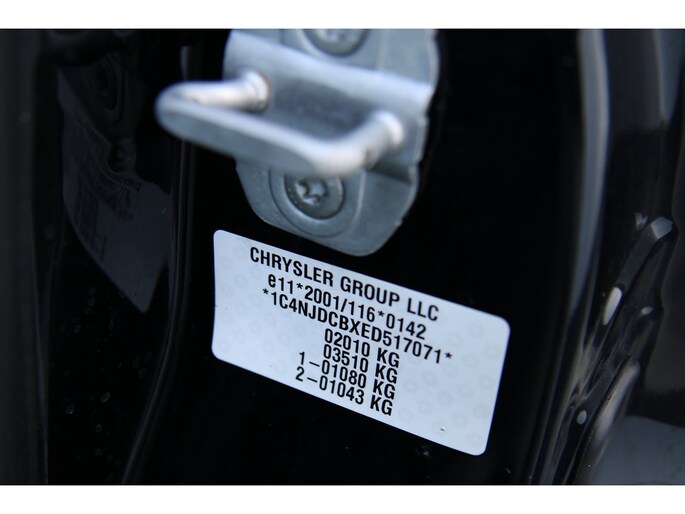 CHRYSLER GROUP LLC
e11*2001/116*0142
*1C4NJDCBXED517071*
02010 KG
03510 KG
1-01080 KG
2-01043 KG